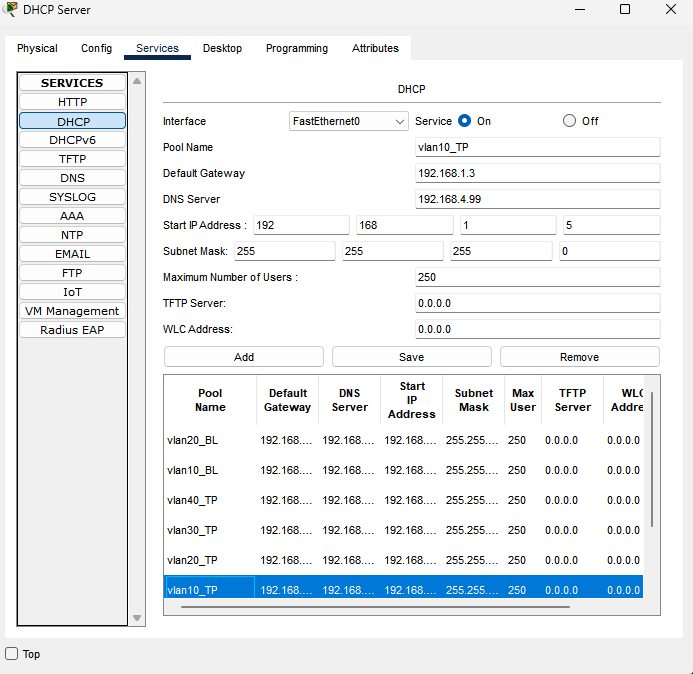 DHCP Server
Physical Config Services Desktop Programming Attributes
SERVICES
HTTP
DHCP
DHCPv6
TFTP
DNS
SYSLOG
AAA
NTP
EMAIL
FTP
IoT
VM Management
Radius EAP
DHCP
Interface FastEthernet0 Service On Off
Pool Name vlan10_TP
Default Gateway 192.168.1.3
DNS Server 192.168.4.99
Start IP Address : 192 168 1 5
Subnet Mask: 255 255 255 0
Maximum Number of Users : 250
TFTP Server: 0.0.0.0
WLC Address: 0.0.0.0
Add Save Remove
Pool Name Default Gateway DNS Server Start IP Address Subnet Mask Max User TFTP Server WLC Addre
vlan20_BL 192.168.... 192.168.... 192.168.... 255.255.... 250 0.0.0.0 0.0.0.0
vlan10_BL 192.168.... 192.168.... 192.168.... 255.255.... 250 0.0.0.0 0.0.0.0
vlan40_TP 192.168.... 192.168.... 192.168.... 255.255.... 250 0.0.0.0 0.0.0.0
vlan30_TP 192.168.... 192.168.... 192.168.... 255.255.... 250 0.0.0.0 0.0.0.0
vlan20_TP 192.168.... 192.168.... 192.168.... 255.255.... 250 0.0.0.0 0.0.0.0
vlan10_TP 192.168.... 192.168.... 192.168.... 255.255.... 250 0.0.0.0 0.0.0.0
Top